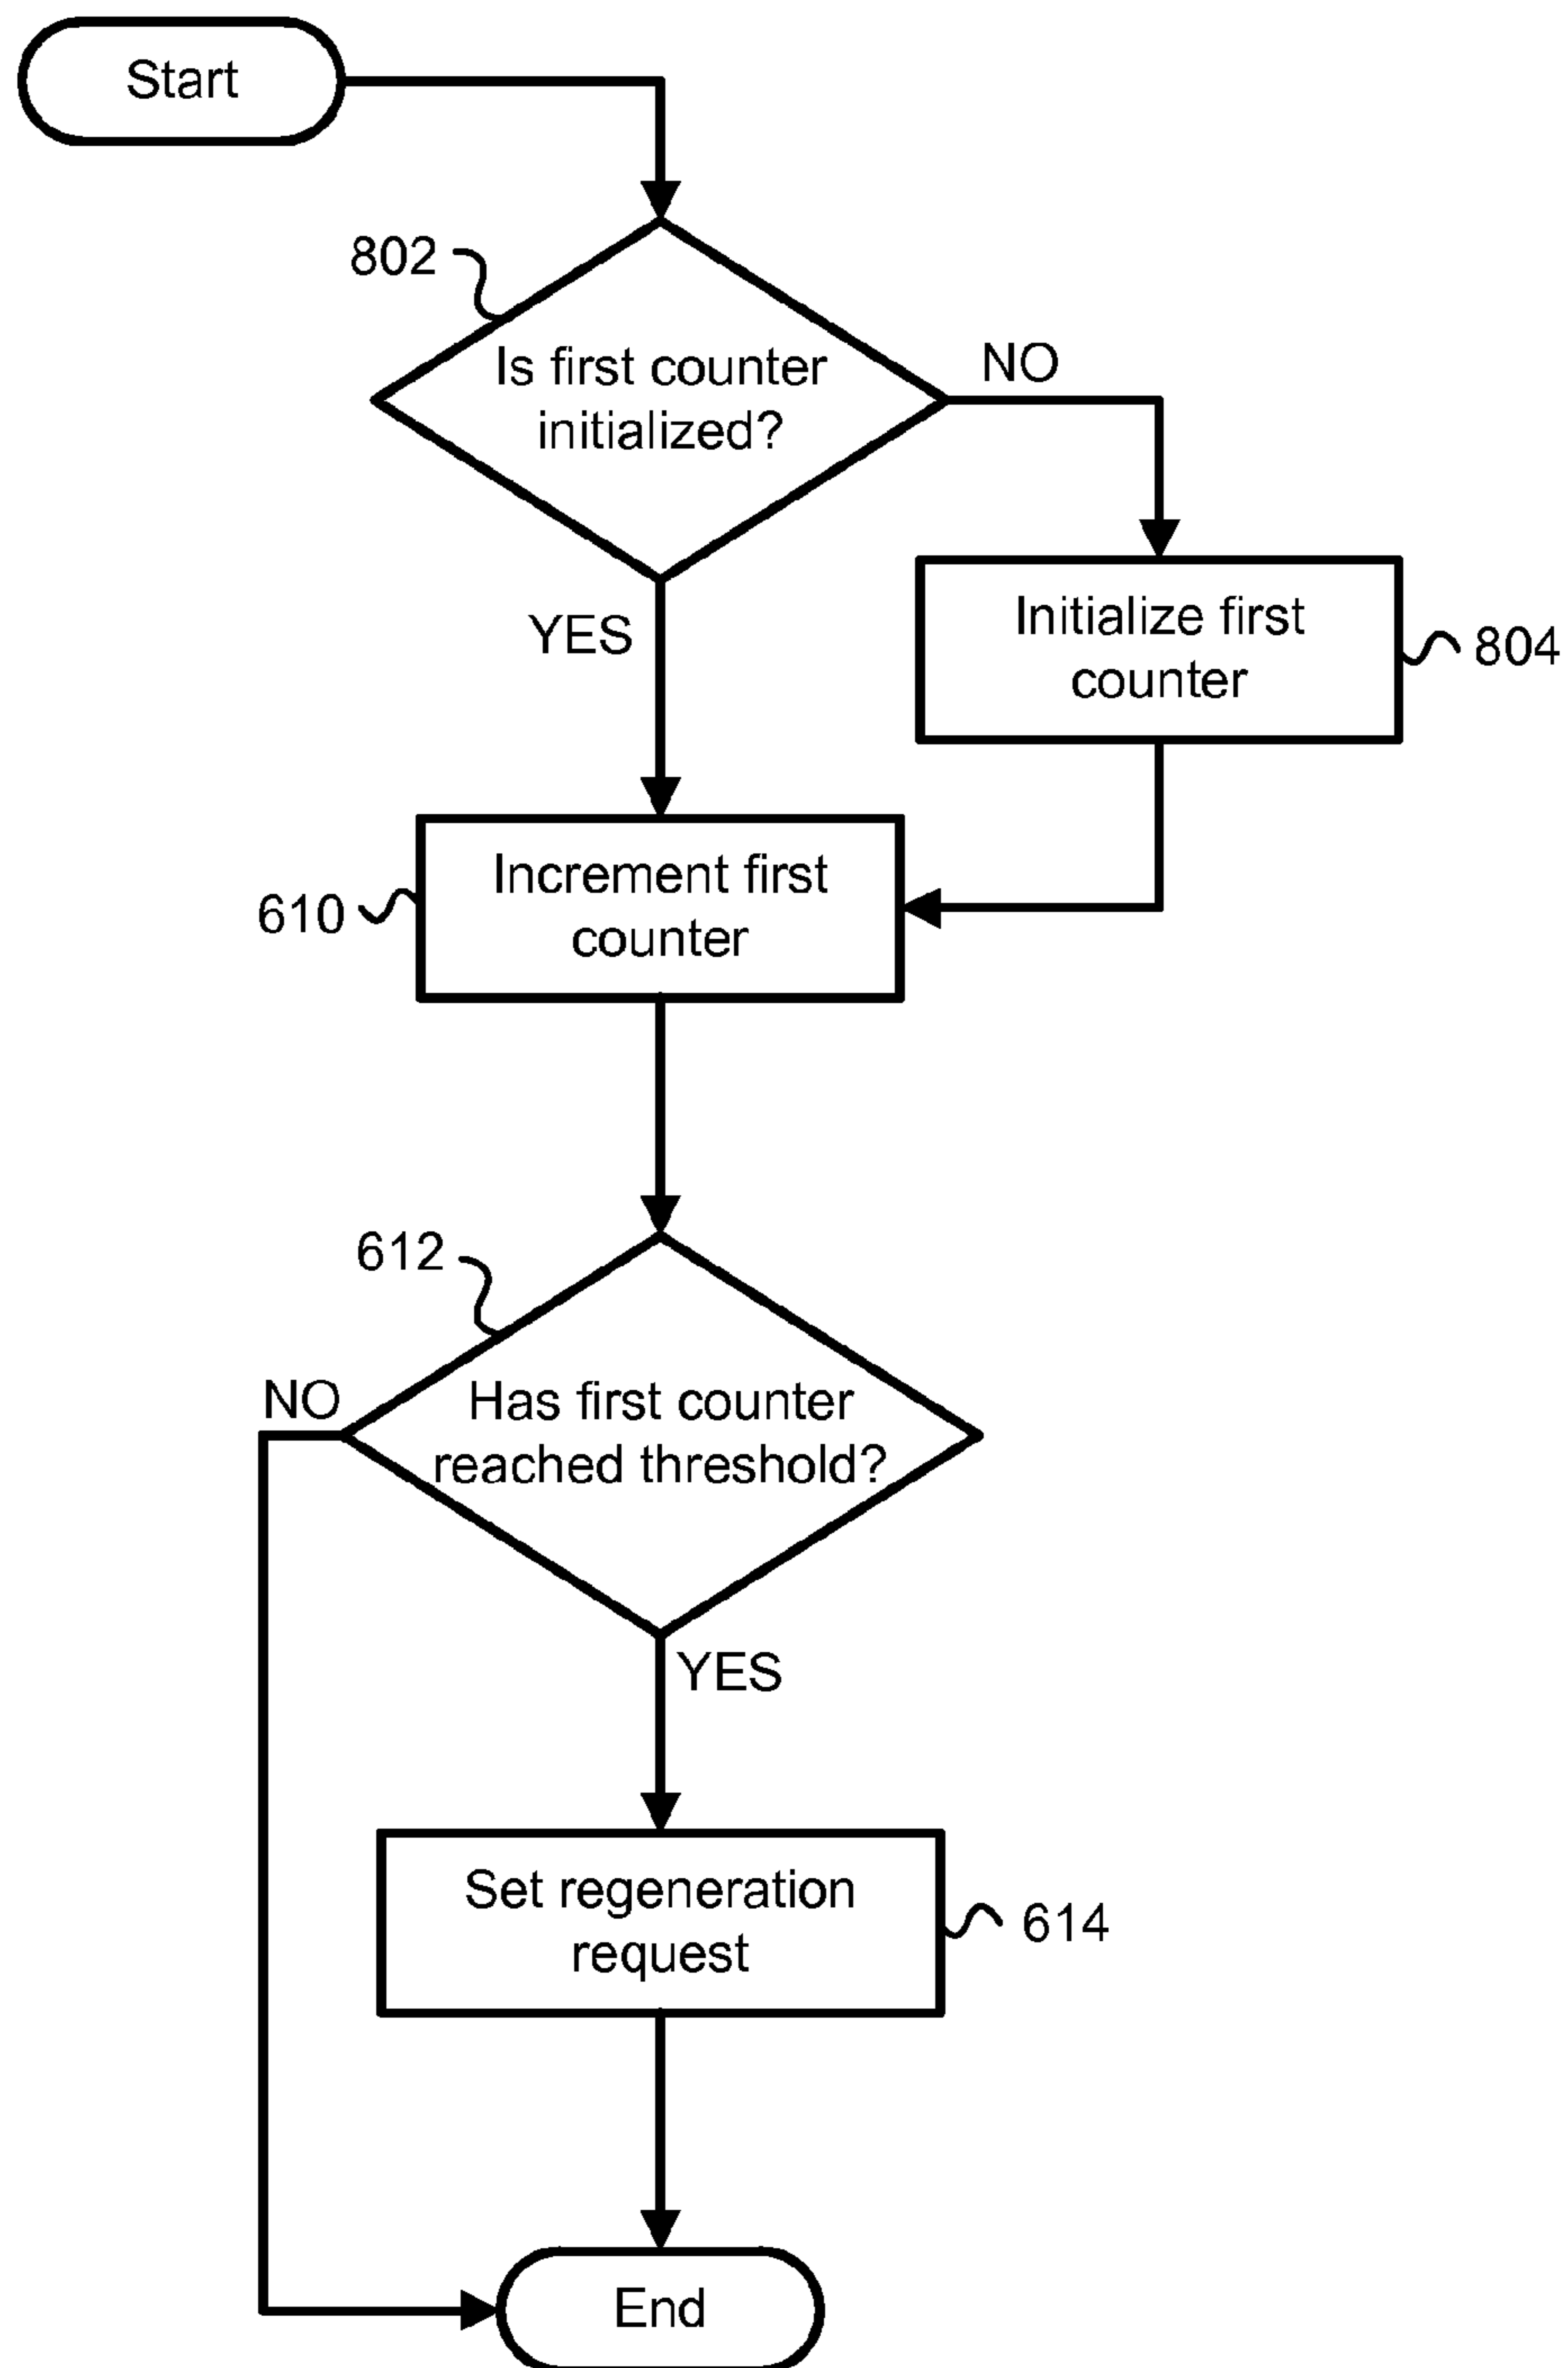 Start
802
Is first counter
initialized?
NO
Initialize first
counter
804
YES
Increment first
counter
610
612
Has first counter
reached threshold?
NO
YES
Set regeneration
request
614
End